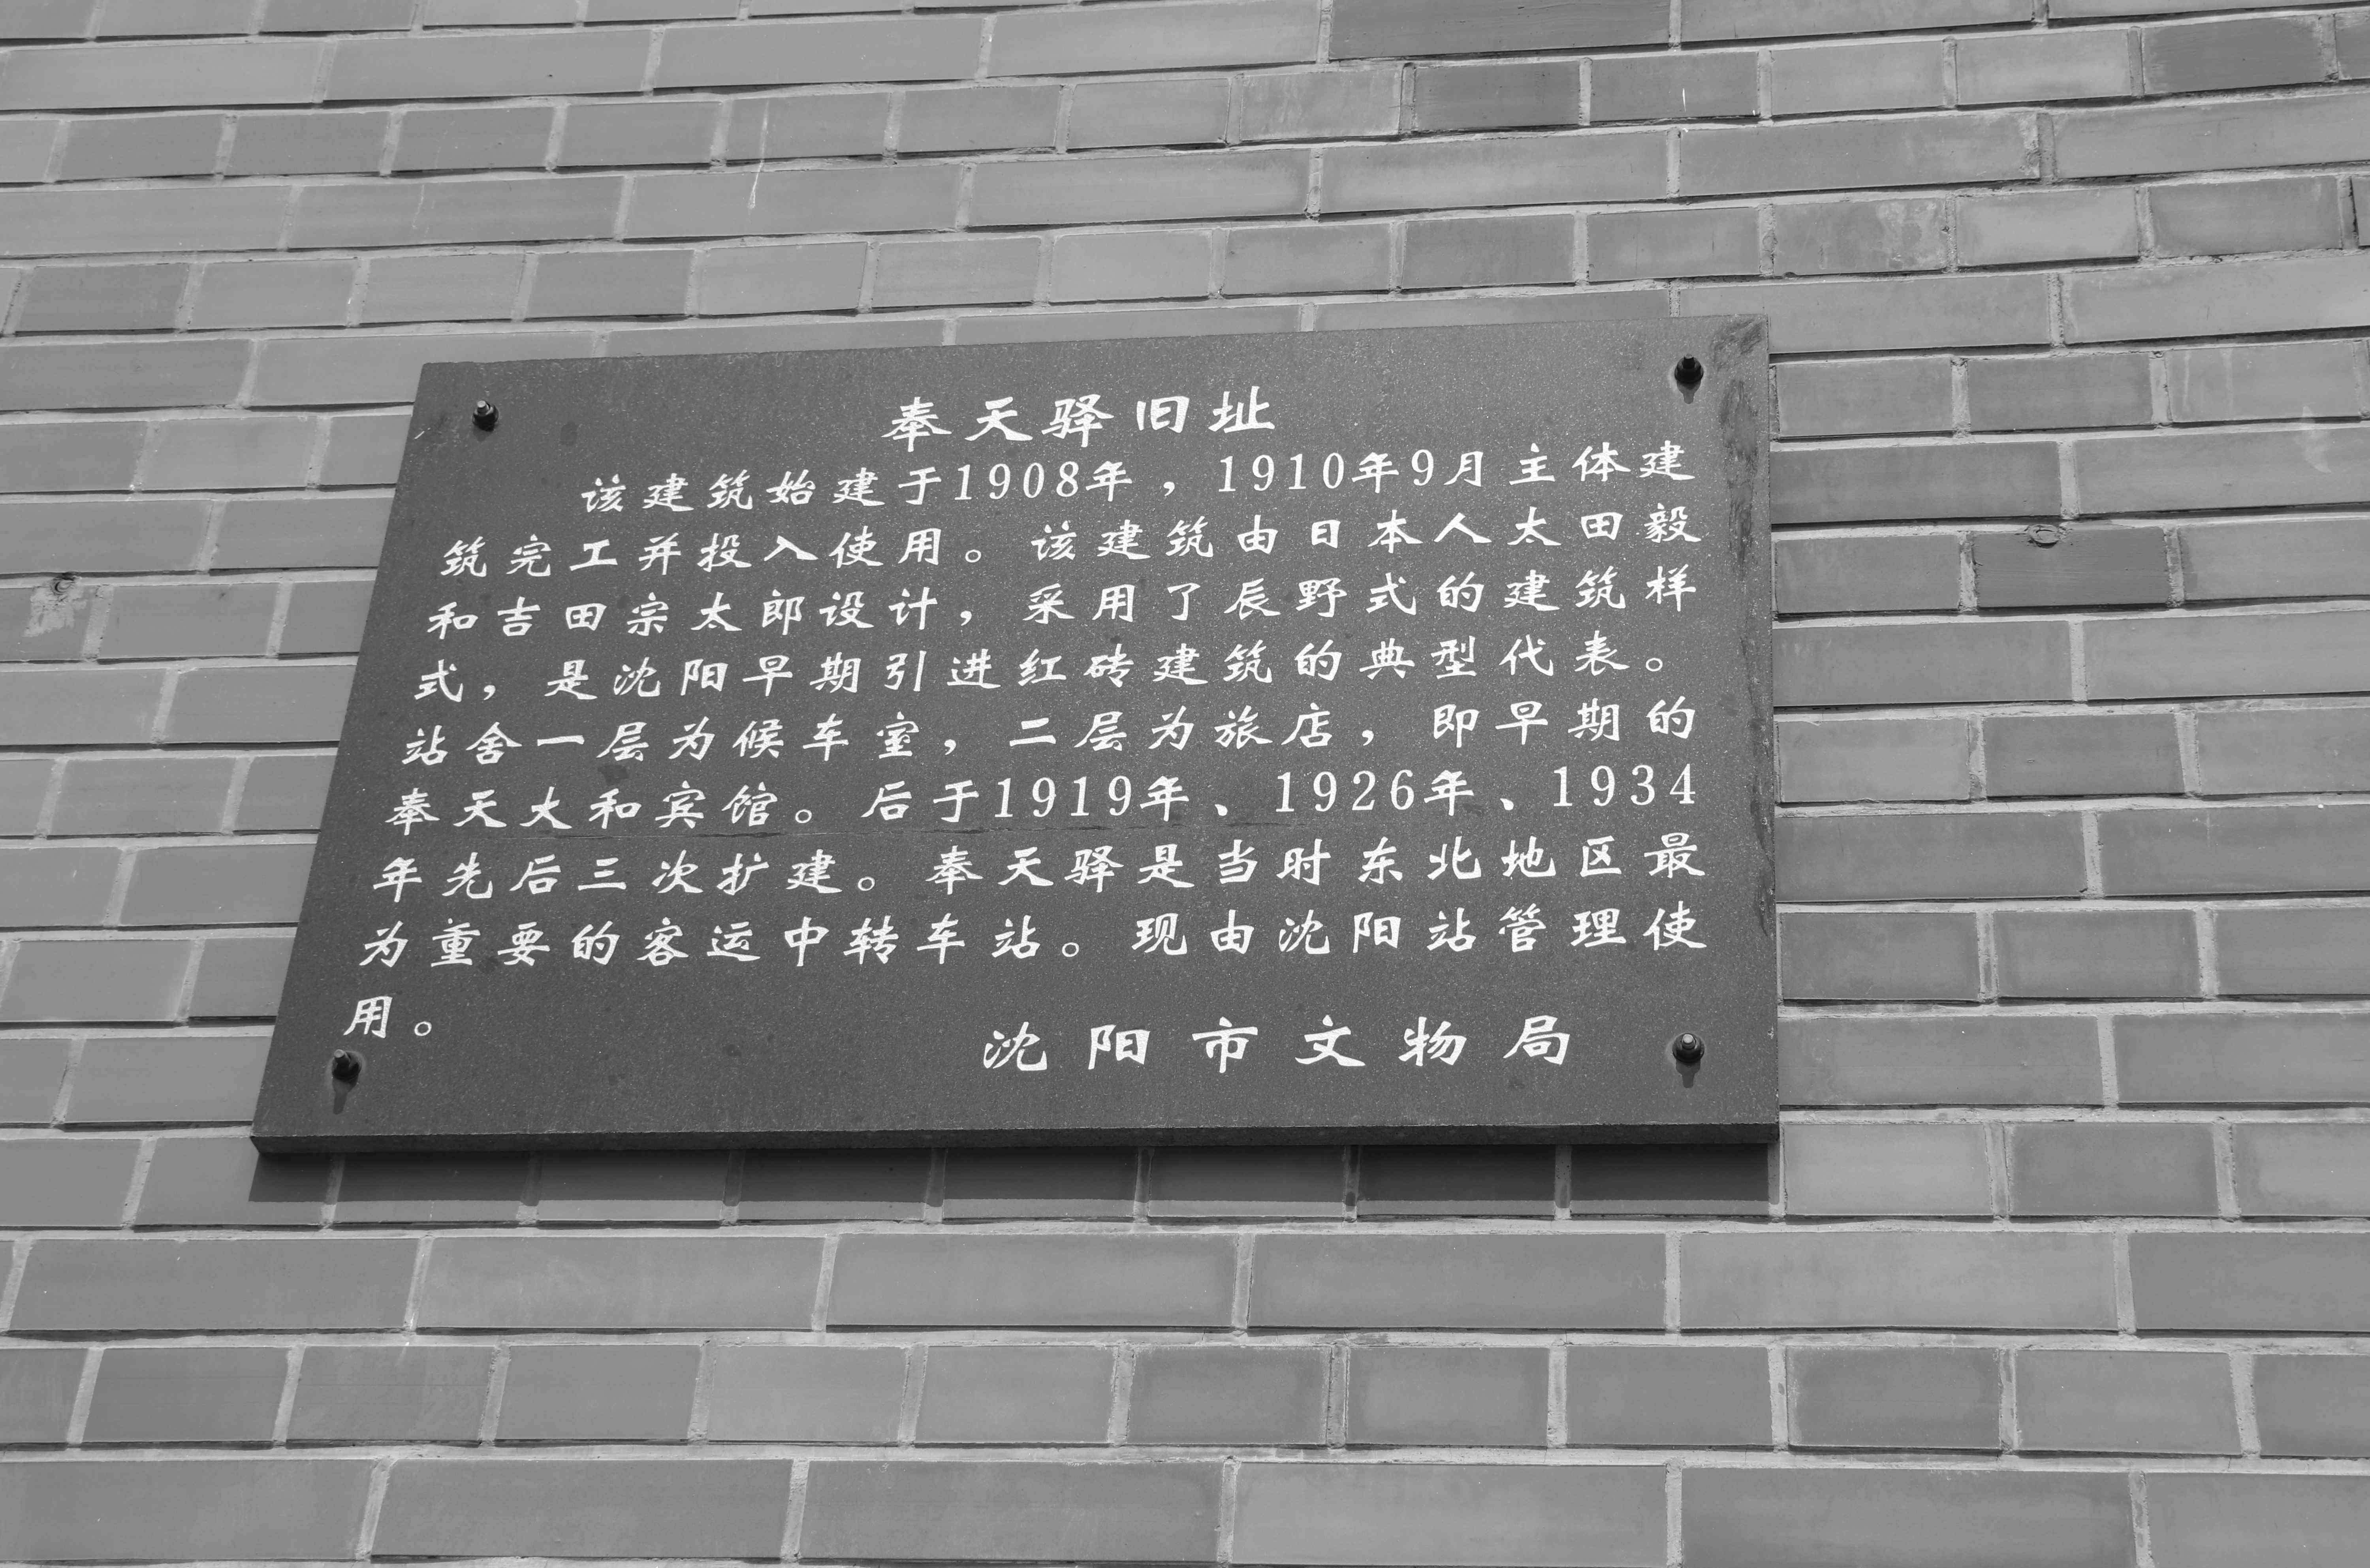 奉天驿旧址
该建筑始建于1908年，1910年9月主体建
筑完工并投入使用。该建筑由日本人太田毅
和吉田宗太郎设计，采用了辰野式的建筑样
式，是沈阳早期引进红砖建筑的典型代表。
站舍一层为候车室，二层为旅店，即早期的
奉天大和宾馆。后于1919年、1926年、1934
年先后三次扩建。奉天驿是当时东北地区最
为重要的客运中转车站。现由沈阳站管理使
用。
沈阳市文物局